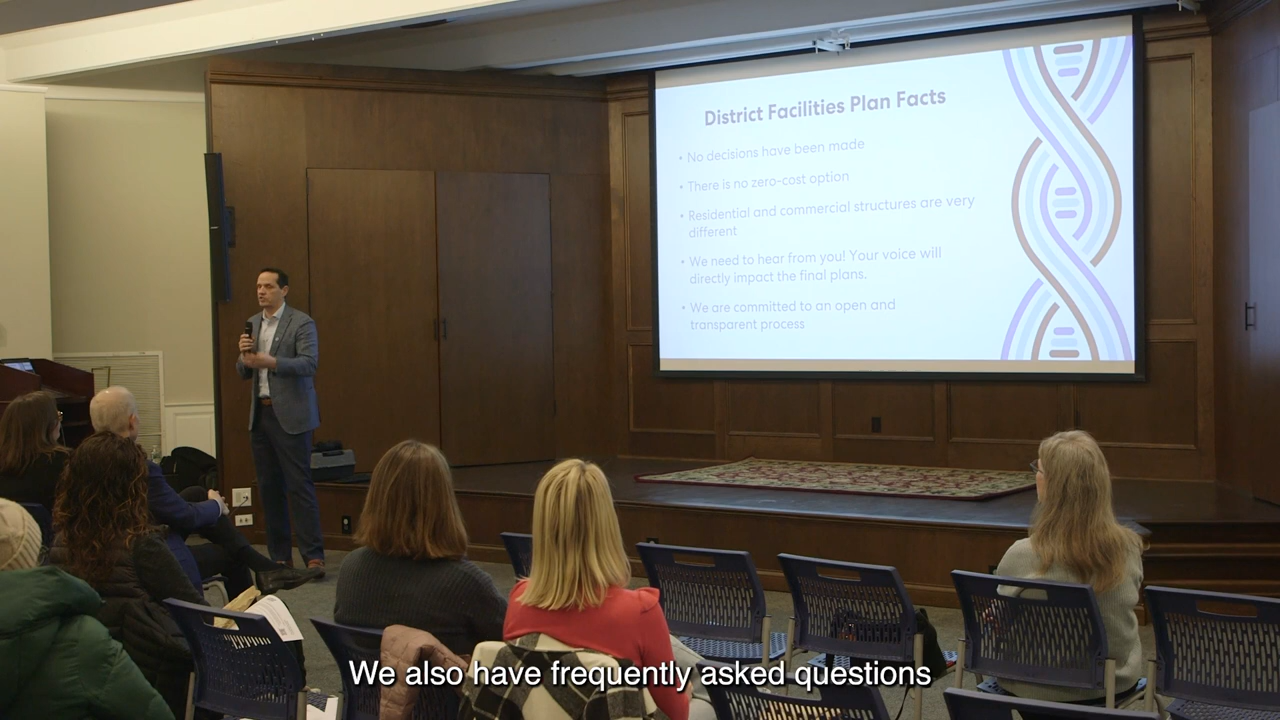 District Facilities Plan Facts
• No decisions have been made
• There is no zero-cost option
• Residential and commercial structures are very
different
• We need to hear from you! Your voice will
directly impact the final plans.
• We are committed to an open and
transparent process
We also have frequently asked questions